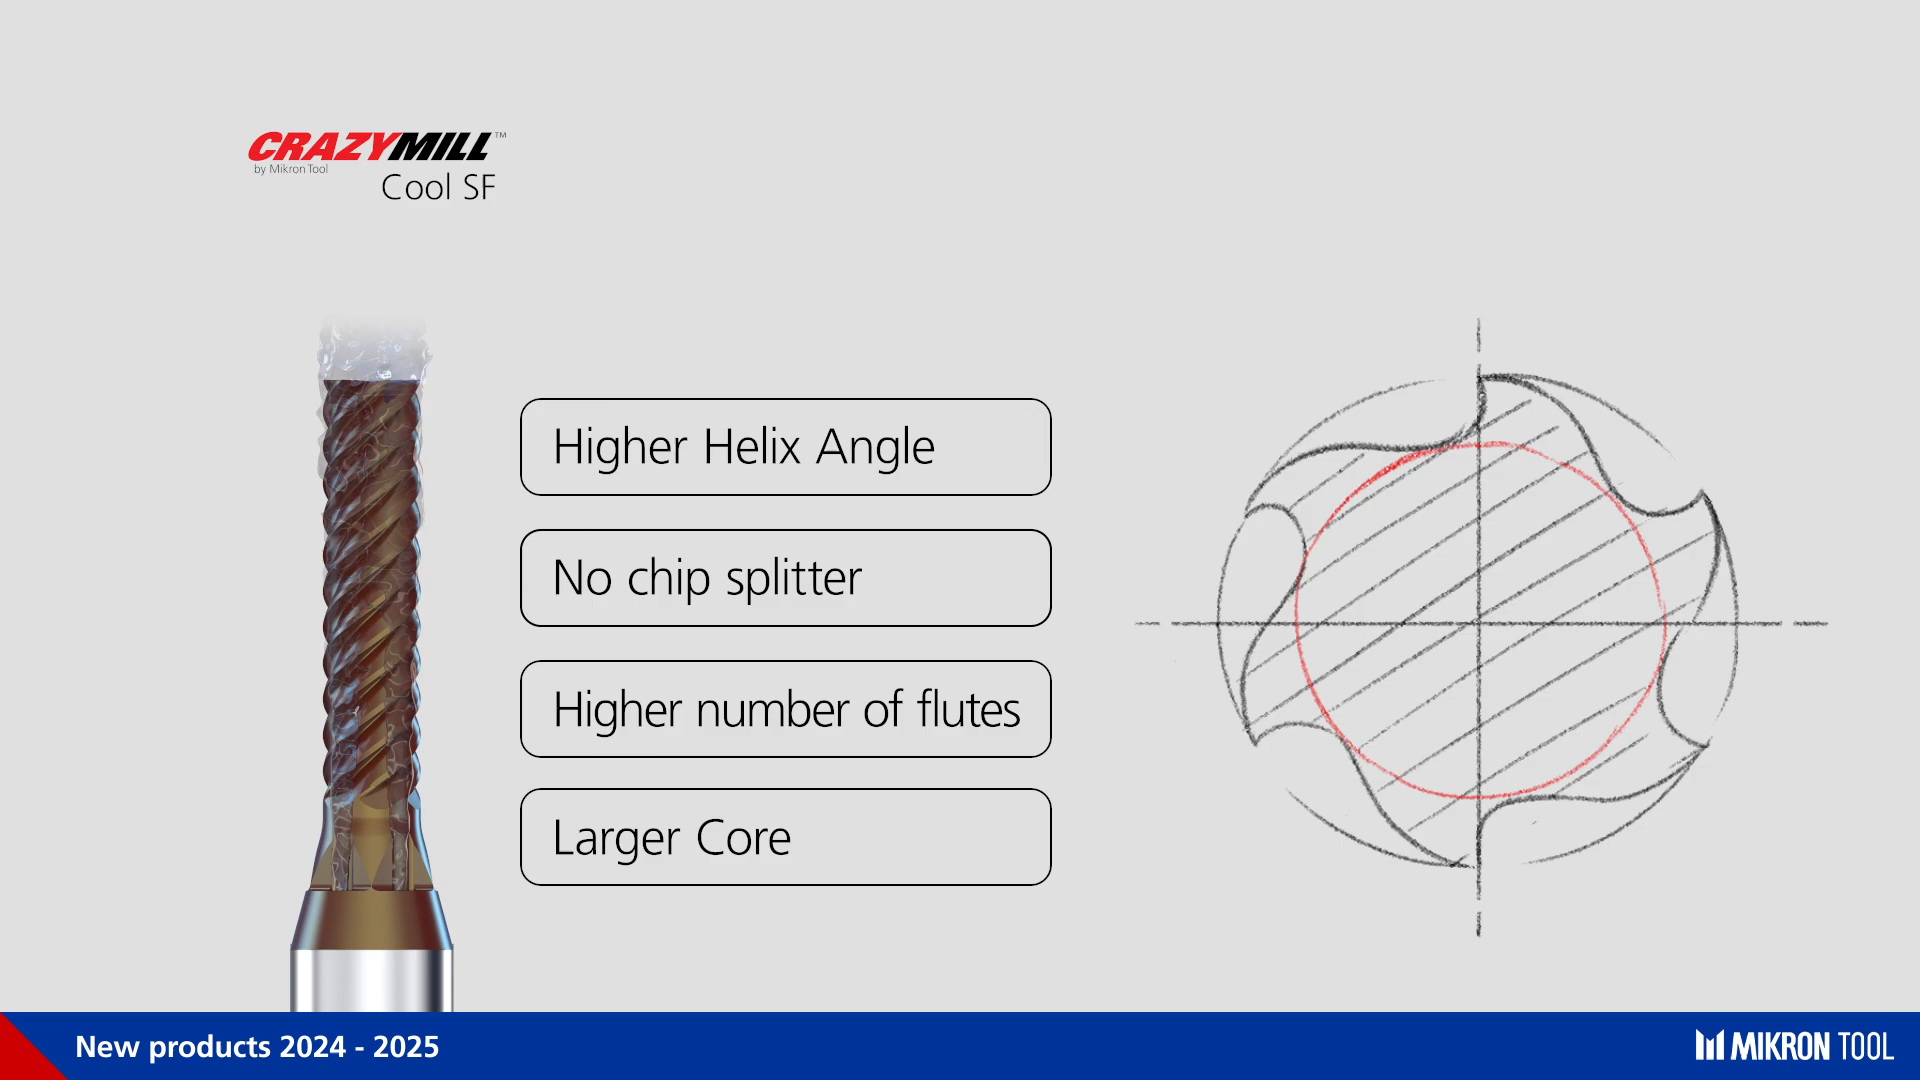 CRAZYMILL™
by Mikron Tool
Cool SF
Higher Helix Angle
No chip splitter
Higher number of flutes
Larger Core
New products 2024 - 2025
MIKRON TOOL